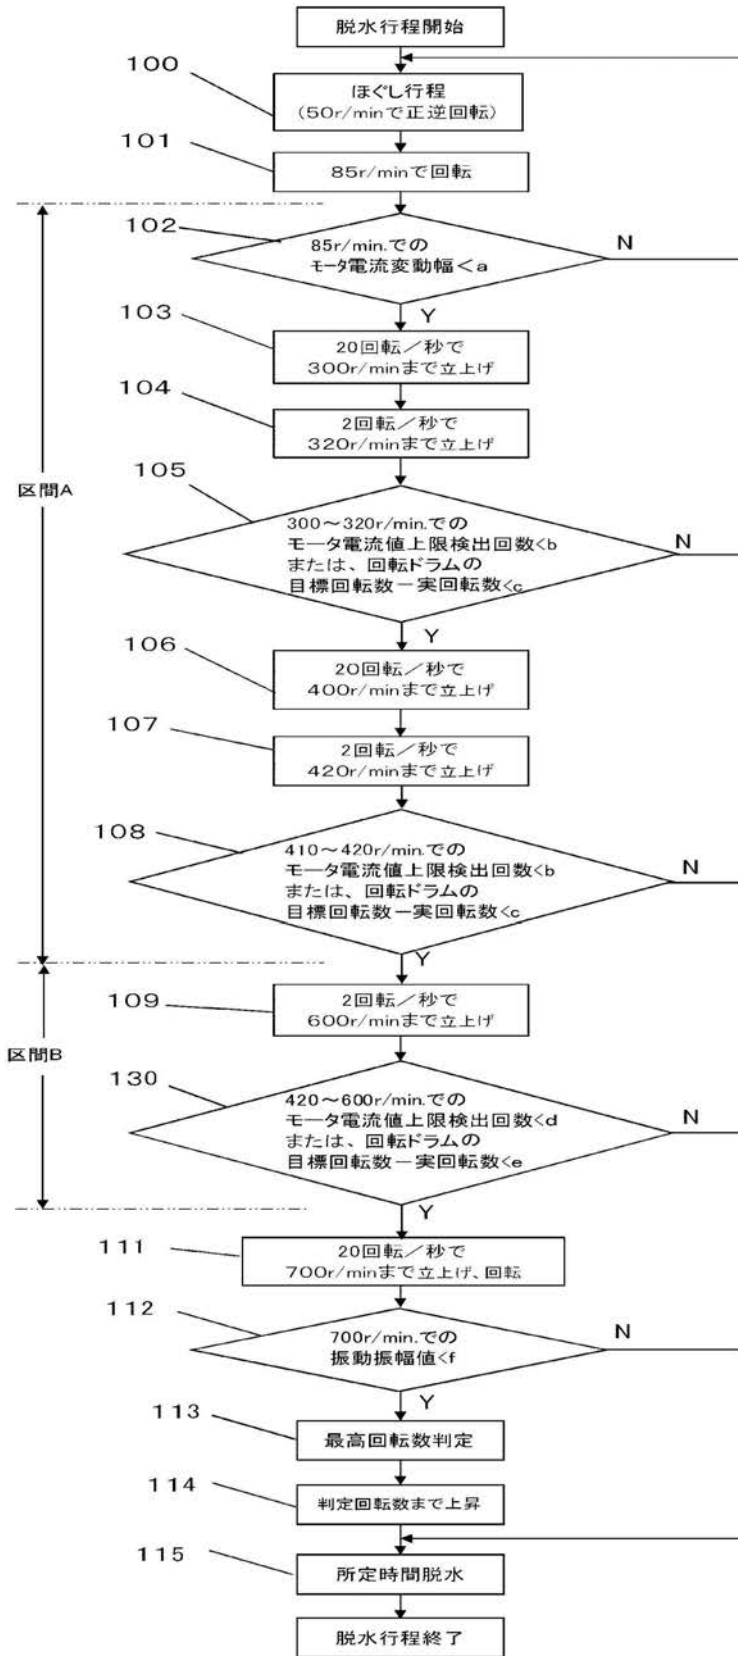 脱水行程開始
100
ほぐし行程
(50r/minで正逆回転)
101
85r/minで回転
102
85r/min.での
モータ電流変動幅<a
N
Y
103
20回転/秒で
300r/minまで立上げ
104
2回転/秒で
320r/minまで立上げ
区間A
105
300~320r/min.での
モータ電流値上限検出回数<b
または、回転ドラムの
目標回転数-実回転数<c
N
Y
106
20回転/秒で
400r/minまで立上げ
107
2回転/秒で
420r/minまで立上げ
108
410~420r/min.での
モータ電流値上限検出回数<b
または、回転ドラムの
目標回転数-実回転数<c
N
Y
109
2回転/秒で
600r/minまで立上げ
区間B
130
420~600r/min.での
モータ電流値上限検出回数<d
または、回転ドラムの
目標回転数-実回転数<e
N
Y
111
20回転/秒で
700r/minまで立上げ、回転
112
700r/min.での
振動振幅値<f
N
Y
113
最高回転数判定
114
判定回転数まで上昇
115
所定時間脱水
脱水行程終了